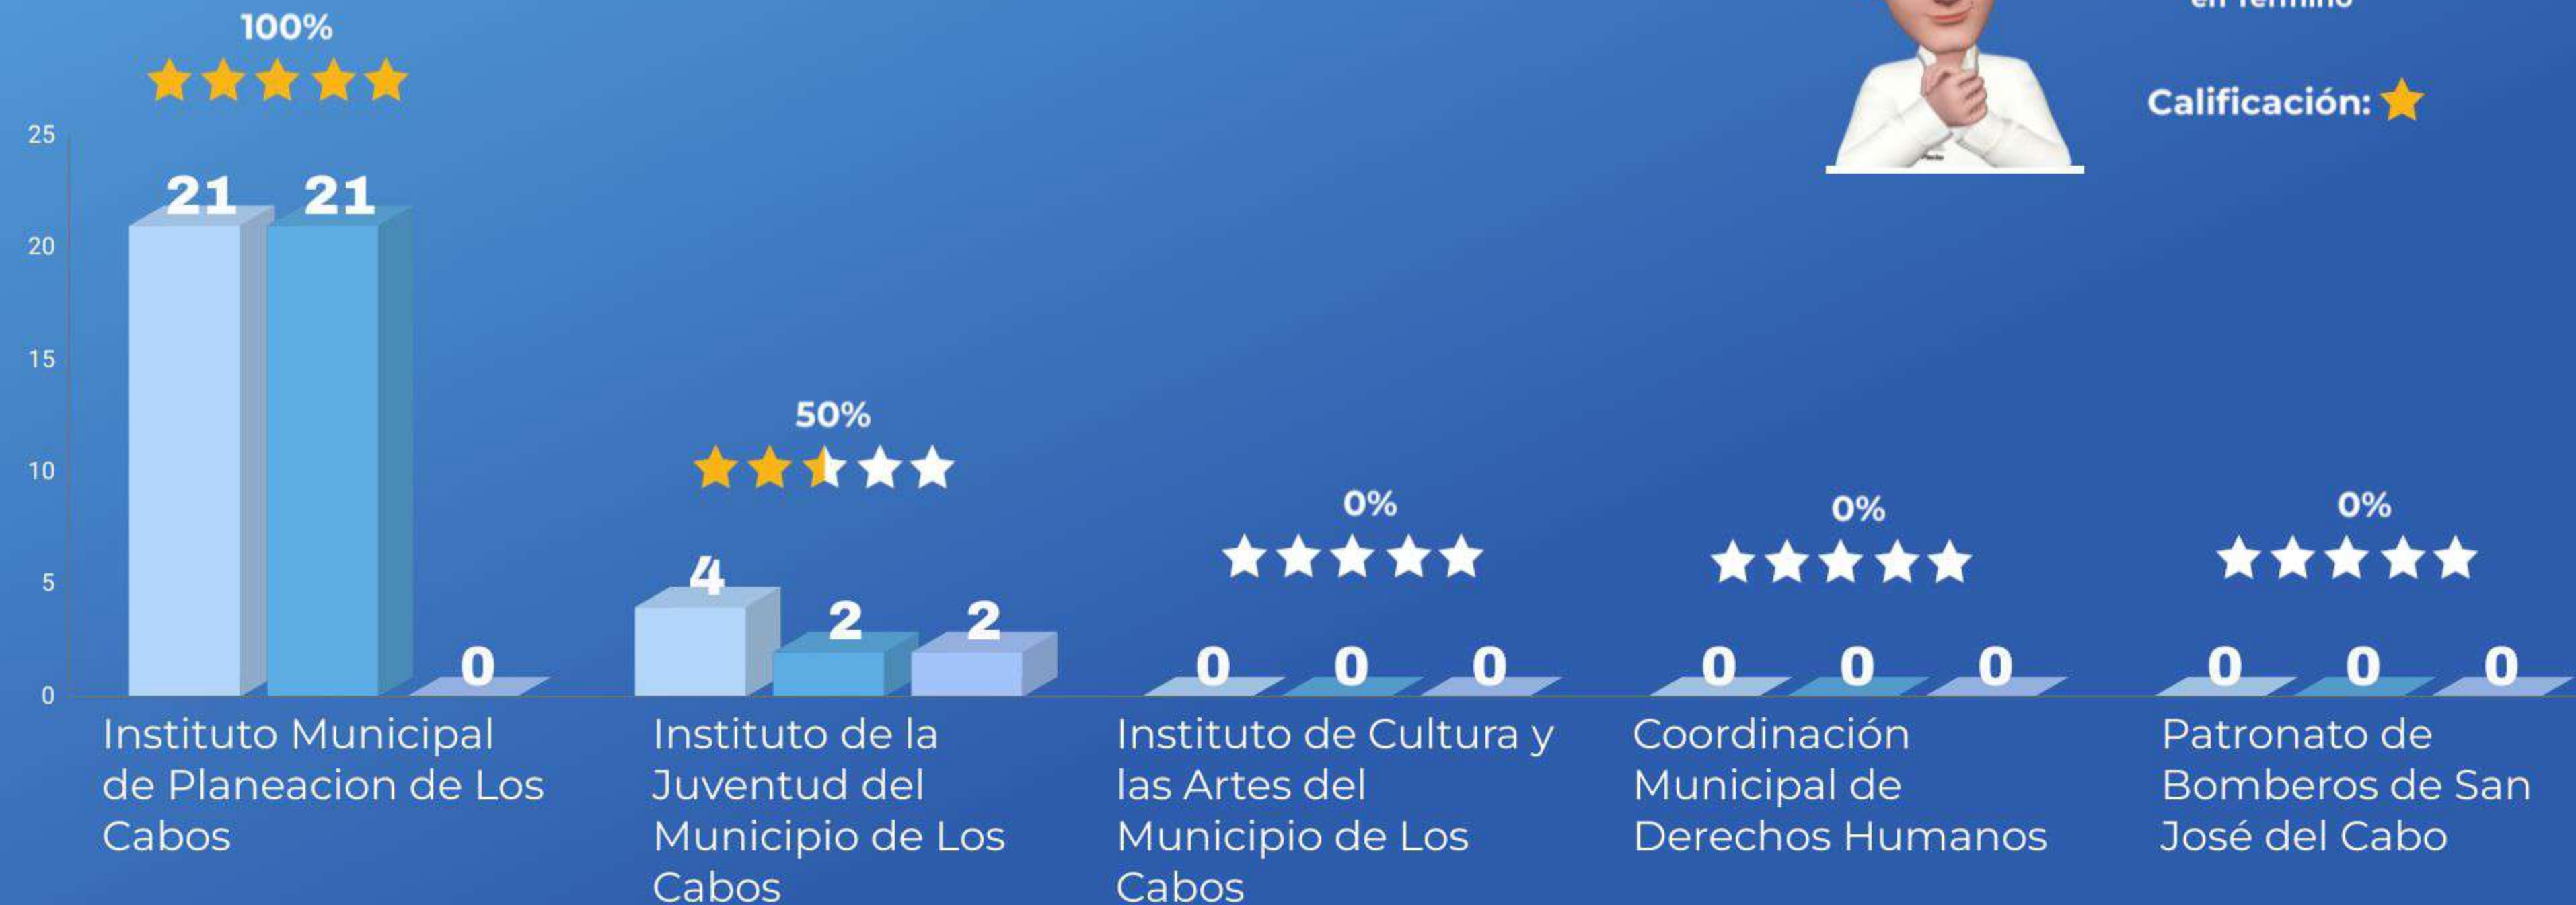 en Término
Calificación:
100%
25
20
15
10
5
0
21 21 0
50%
4 2 2
0%
0 0 0
0%
0 0 0
0%
0 0 0
Instituto Municipal
de Planeacion de Los
Cabos
Instituto de la
Juventud del
Municipio de Los
Cabos
Instituto de Cultura y
las Artes del
Municipio de Los
Cabos
Coordinación
Municipal de
Derechos Humanos
Patronato de
Bomberos de San
José del Cabo